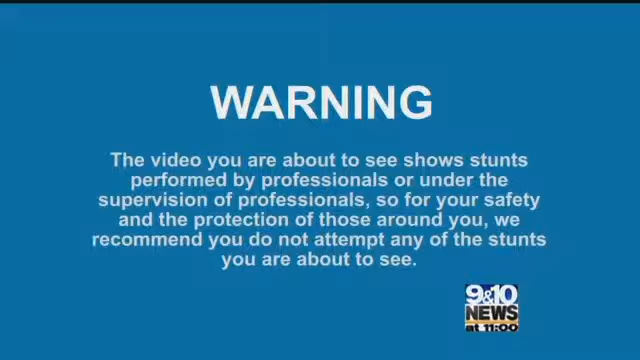 WARNING
The video you are about to see shows stunts
performed by professionals or under the
supervision of professionals, so for your safety
and the protection of those around you, we
recommend you do not attempt any of the stunts
you are about to see.
9&10
NEWS
at 11:00